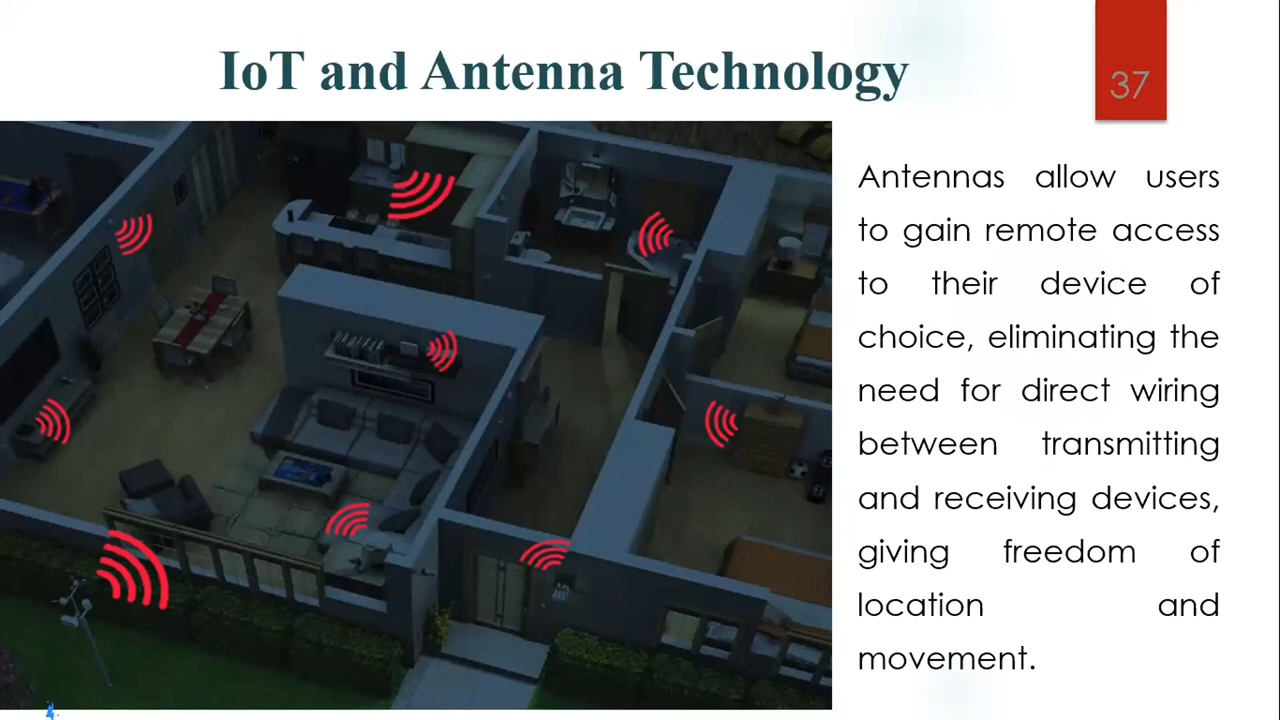 IoT and Antenna Technology
37
Antennas allow users
to gain remote access
to their device of
choice, eliminating the
need for direct wiring
between transmitting
and receiving devices,
giving freedom of
location and
movement.